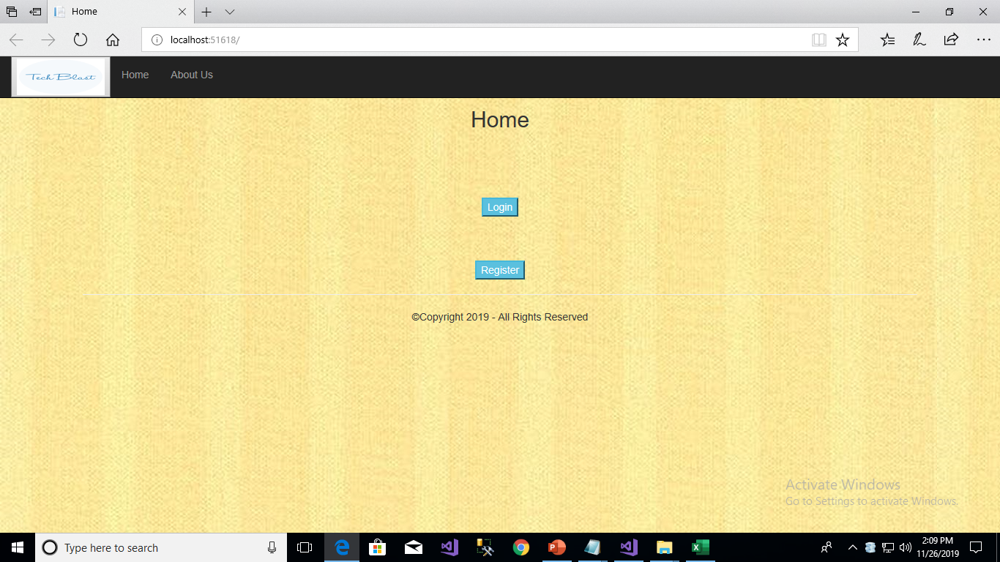 Home
localhost:51618/
Tech Blast
Home
About Us
Home
Login
Register
©Copyright 2019 - All Rights Reserved
Activate Windows
Go to Settings to activate Windows.
Type here to search
2:09 PM
11/26/2019